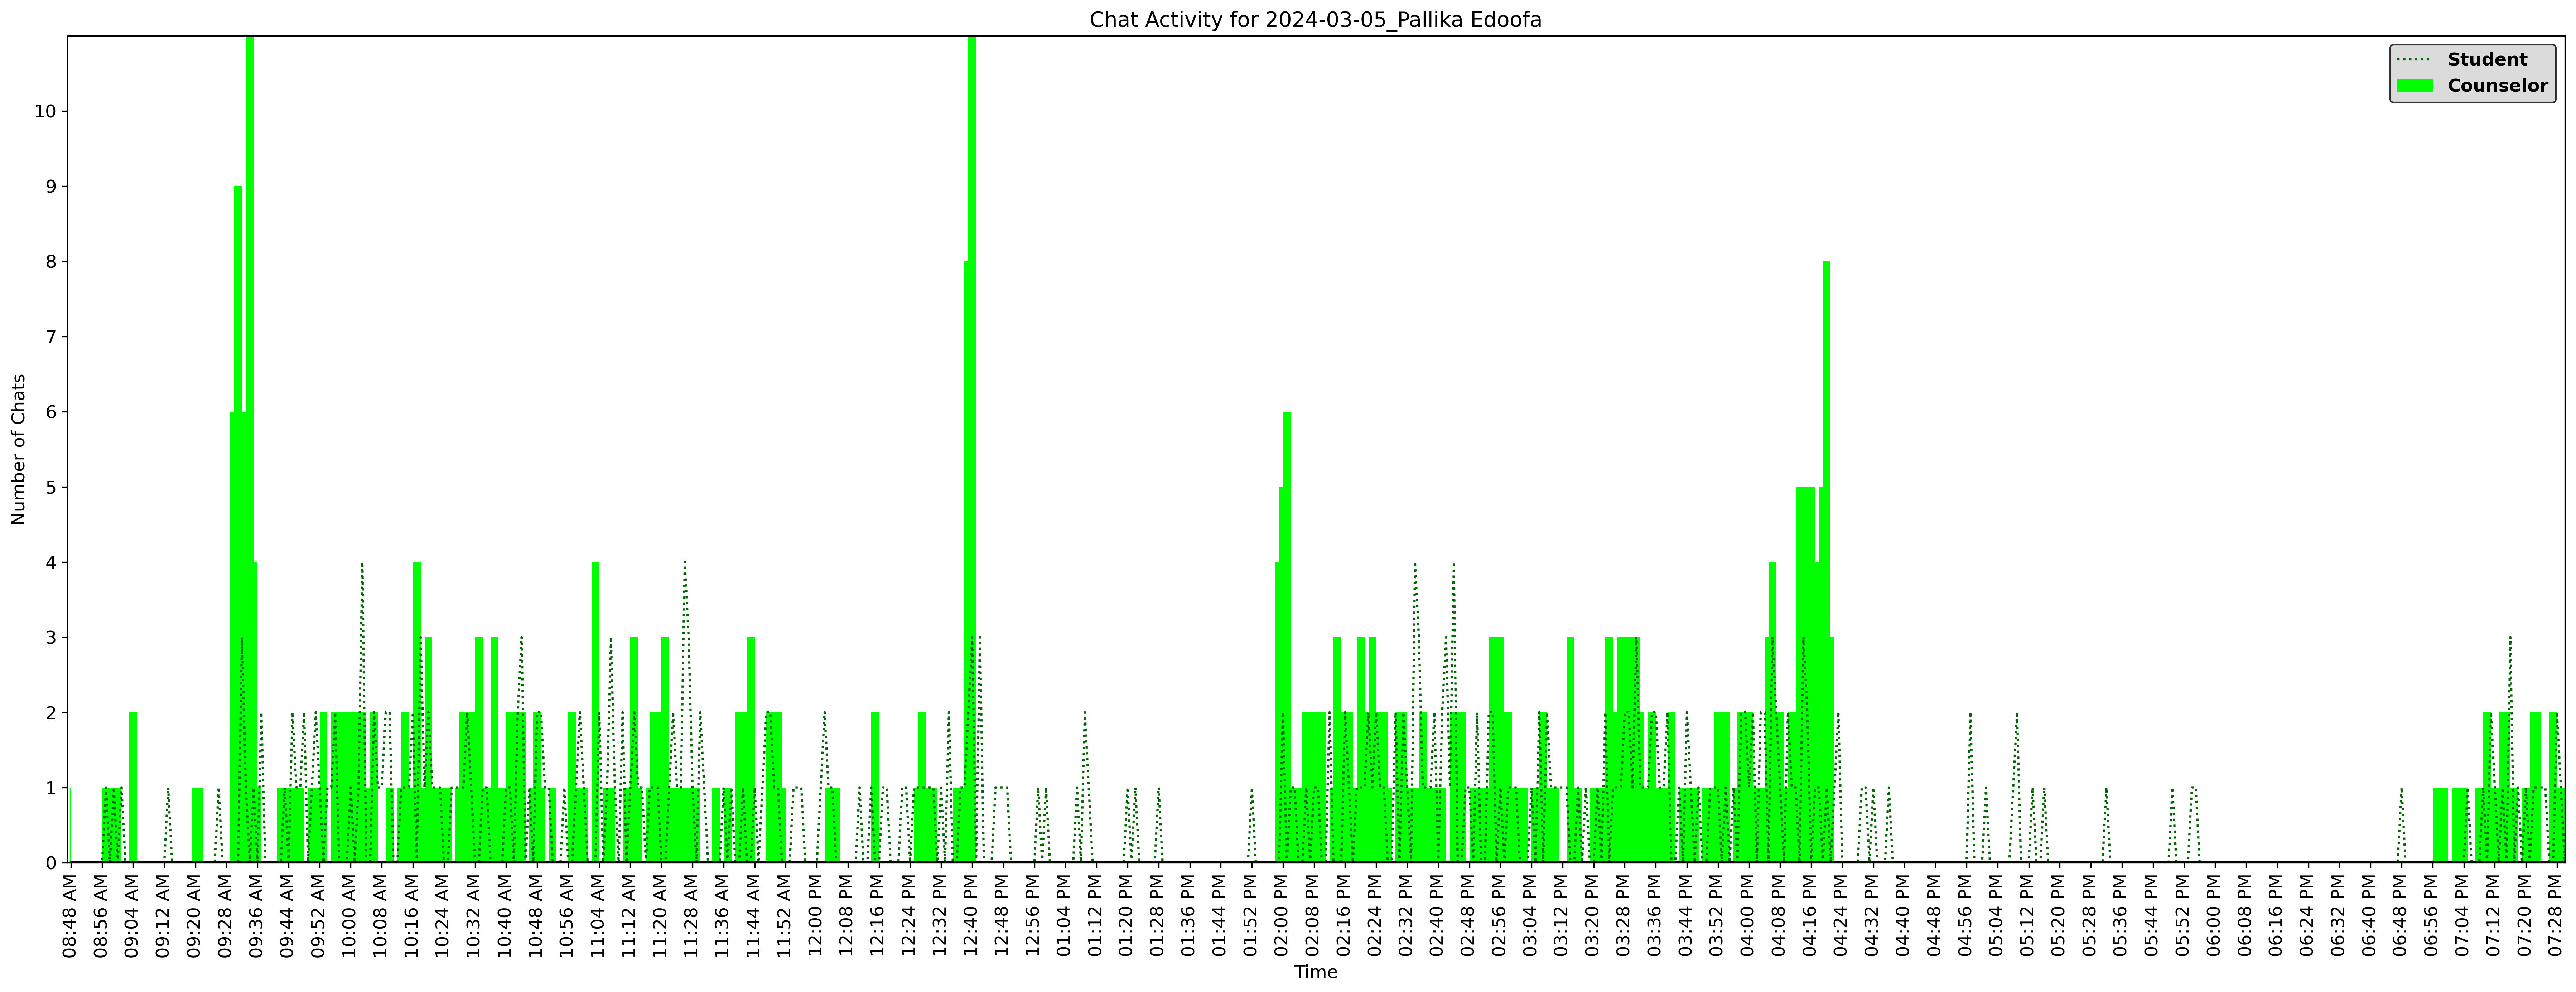 Chat Activity for 2024-03-05_Pallika Edoofa
Student
Counselor
Number of Chats
10
9
8
7
6
5
4
3
2
1
0
08:48 AM
08:56 AM
09:04 AM
09:12 AM
09:20 AM
09:28 AM
09:36 AM
09:44 AM
09:52 AM
10:00 AM
10:08 AM
10:16 AM
10:24 AM
10:32 AM
10:40 AM
10:48 AM
10:56 AM
11:04 AM
11:12 AM
11:20 AM
11:28 AM
11:36 AM
11:44 AM
11:52 AM
12:00 PM
12:08 PM
12:16 PM
12:24 PM
12:32 PM
12:40 PM
12:48 PM
12:56 PM
01:04 PM
01:12 PM
01:20 PM
01:28 PM
01:36 PM
01:44 PM
01:52 PM
02:00 PM
02:08 PM
02:16 PM
02:24 PM
02:32 PM
02:40 PM
02:48 PM
02:56 PM
03:04 PM
03:12 PM
03:20 PM
03:28 PM
03:36 PM
03:44 PM
03:52 PM
04:00 PM
04:08 PM
04:16 PM
04:24 PM
04:32 PM
04:40 PM
04:48 PM
04:56 PM
05:04 PM
05:12 PM
05:20 PM
05:28 PM
05:36 PM
05:44 PM
05:52 PM
06:00 PM
06:08 PM
06:16 PM
06:24 PM
06:32 PM
06:40 PM
06:48 PM
06:56 PM
07:04 PM
07:12 PM
07:20 PM
07:28 PM
Time